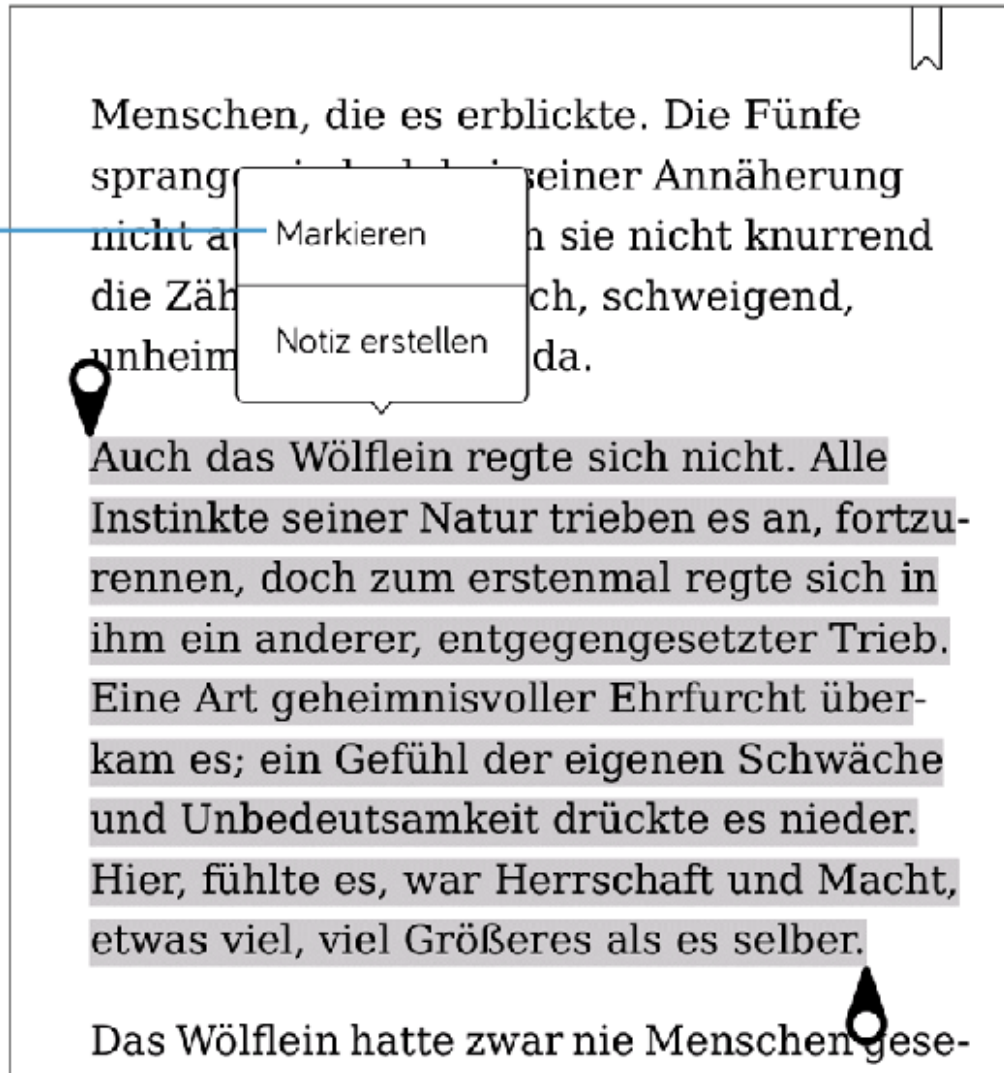 Menschen, die es erblickte. Die Fünfe
seiner Annäherung
nicht sie nicht knurrend
die schweigend,
da.
Markieren
Notiz erstellen
Auch das Wölflein regte sich nicht. Alle
Instinkte seiner Natur trieben es an, fortzu-
rennen, doch zum erstenmal regte sich in
ihm ein anderer, entgegengesetzter Trieb.
Eine Art geheimnisvoller Ehrfurcht über-
kam es; ein Gefühl der eigenen Schwäche
und Unbedeutsamkeit drückte es nieder.
Hier, fühlte es, war Herrschaft und Macht,
etwas viel, viel Größeres als es selber.
Das Wölflein hatte zwar nie Menschen gese-